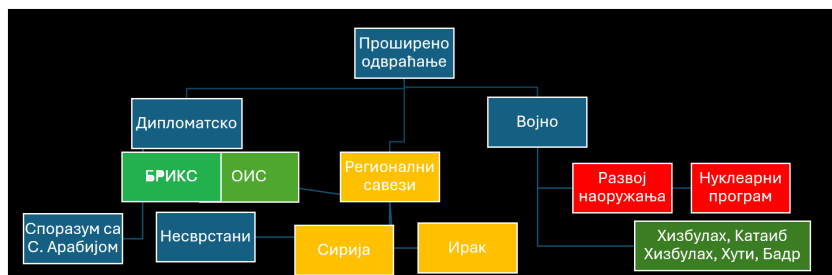 Проширено
одвраћање
Дипломатско
Војно
БРИКС
ОИС
Регионални
савези
Развој
наоружања
Нуклеарни
програм
Споразум са
С. Арабијом
Несврстани
Сирија
Ирак
Хизбулах, Катаиб
Хизбулах, Хути, Бадр